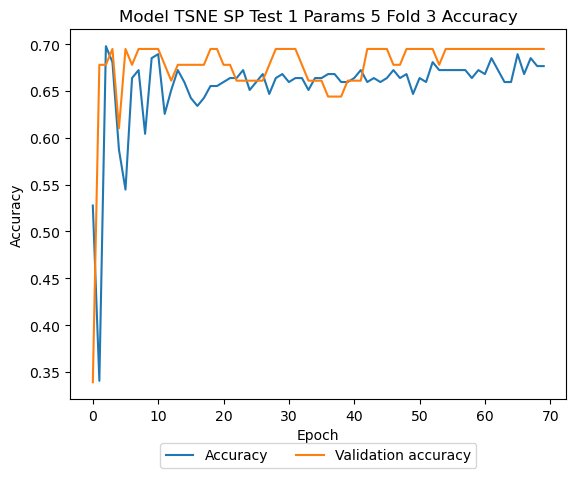 Model TSNE SP Test 1 Params 5 Fold 3 Accuracy
Accuracy
0.70
0.65
0.60
0.55
0.50
0.45
0.40
0.35
0 10 20 30 40 50 60 70
Epoch
Accuracy Validation accuracy